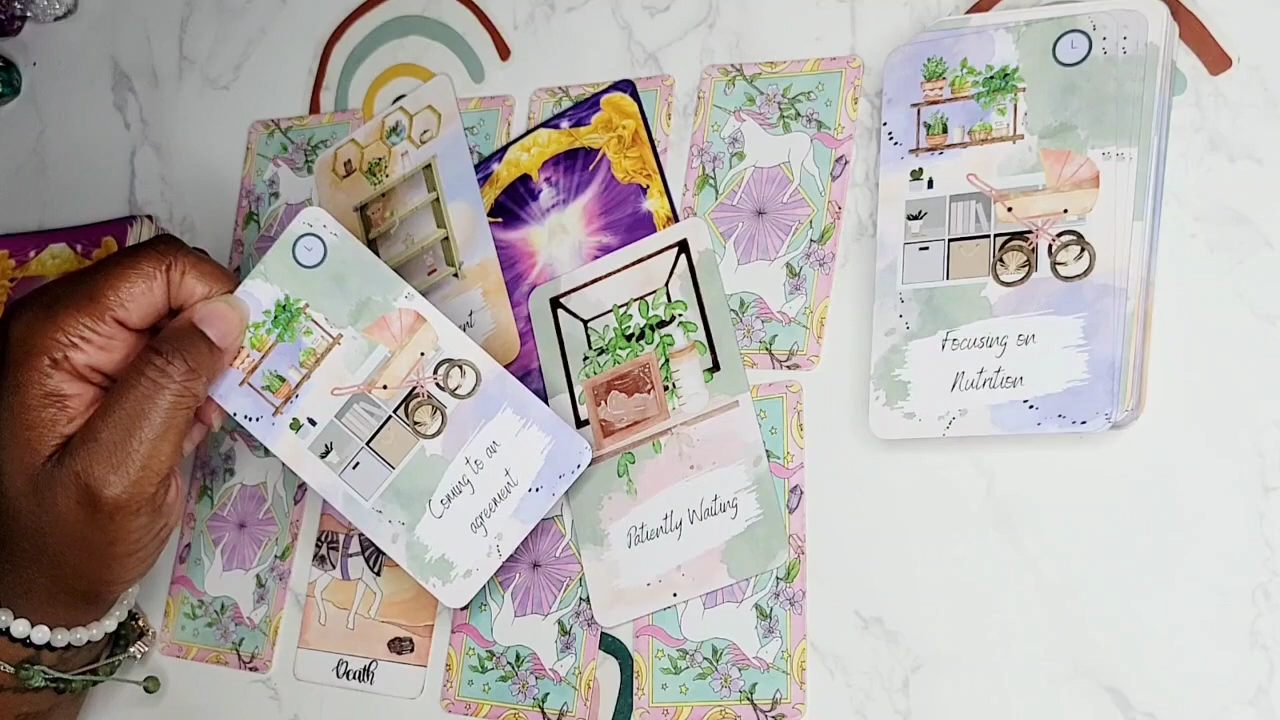 Focusing on
Nutrition
Coming to an
agreement
Patiently Waiting
Death